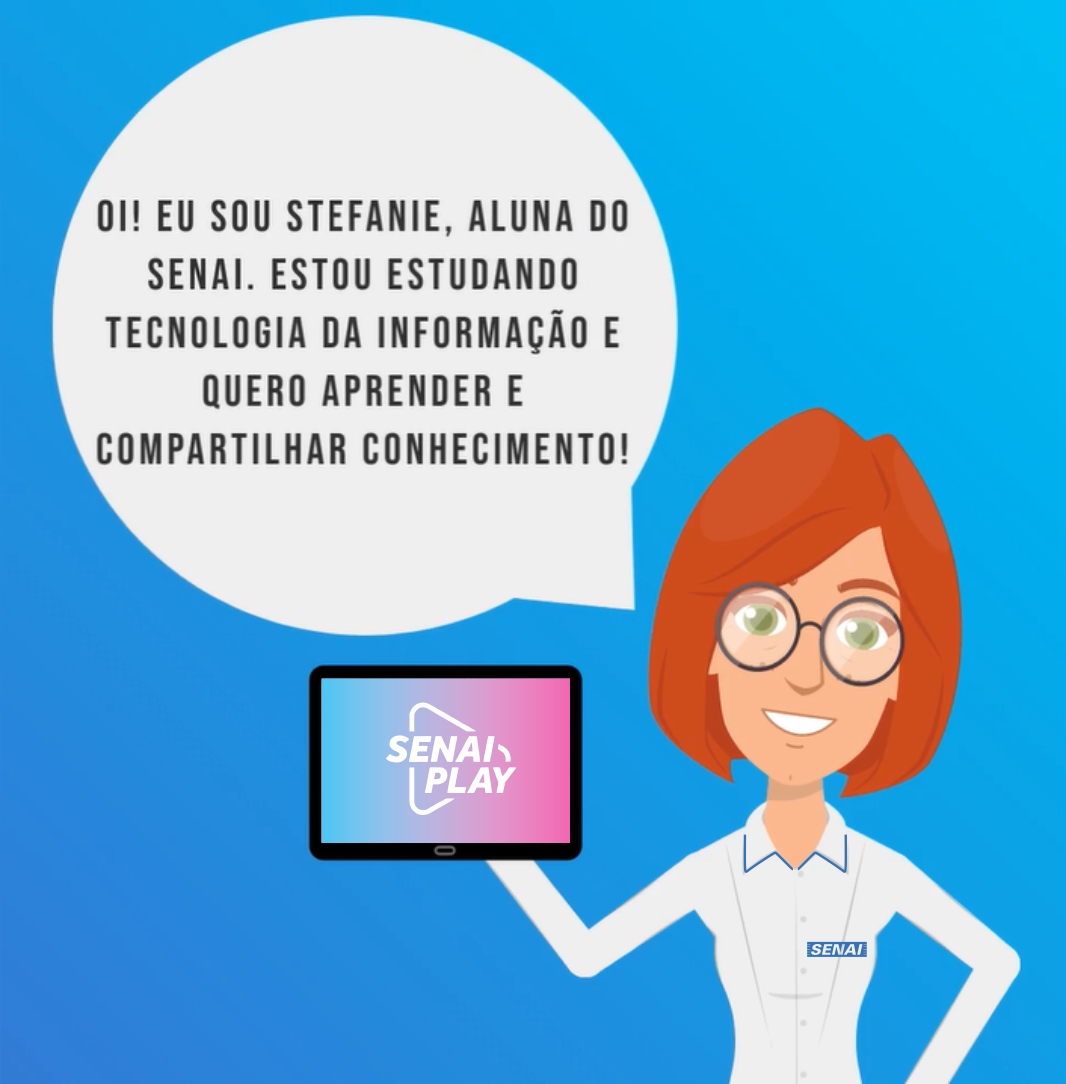 OI! EU SOU STEFANIE, ALUNA DO
SENAI. ESTOU ESTUDANDO
TECNOLOGIA DA INFORMAÇÃO E
QUERO APRENDER E
COMPARTILHAR CONHECIMENTO!
SENAI
PLAY
SENAI